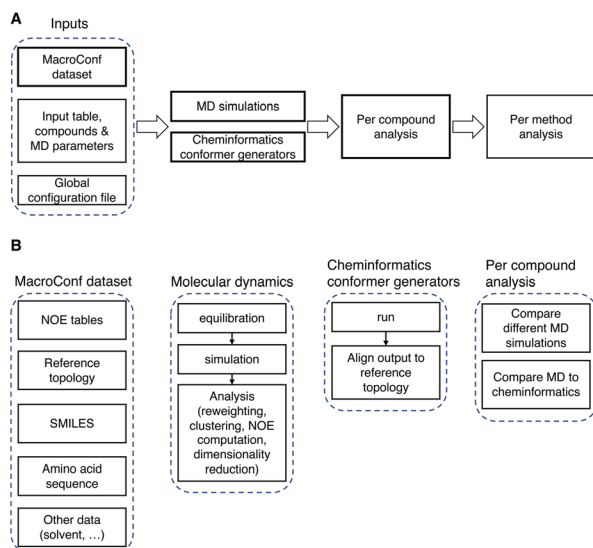 A
Inputs
MacroConf
dataset
Input table,
compounds &
MD parameters
Global
configuration file
MD simulations
Cheminformatics
conformer generators
Per compound
analysis
Per method
analysis
B
MacroConf dataset
NOE tables
Reference
topology
SMILES
Amino acid
sequence
Other data
(solvent, ...)
Molecular dynamics
equilibration
simulation
Analysis
(reweighting,
clustering, NOE
computation,
dimensionality
reduction)
Cheminformatics
conformer generators
run
Align output to
reference
topology
Per compound
analysis
Compare
different MD
simulations
Compare MD to
cheminformatics